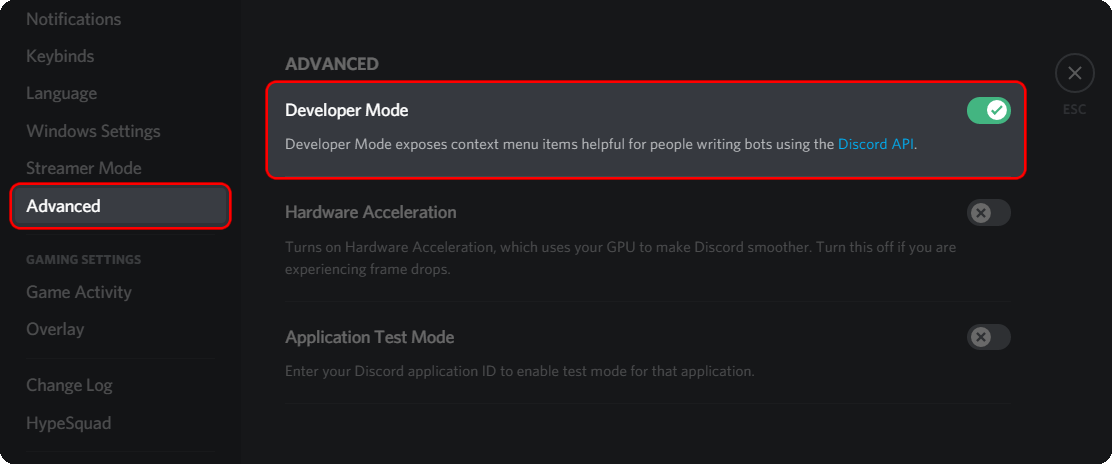 Notifications
Keybinds
Language
Windows Settings
Streamer Mode
Advanced
GAMING SETTINGS
Game Activity
Overlay
Change Log
HypeSquad
ADVANCED
Developer Mode
Developer Mode exposes context menu items helpful for people writing bots using the Discord API.
Hardware Acceleration
Turns on Hardware Acceleration, which uses your GPU to make Discord smoother. Turn this off if you are
experiencing frame drops.
Application Test Mode
Enter your Discord application ID to enable test mode for that application.
ESC